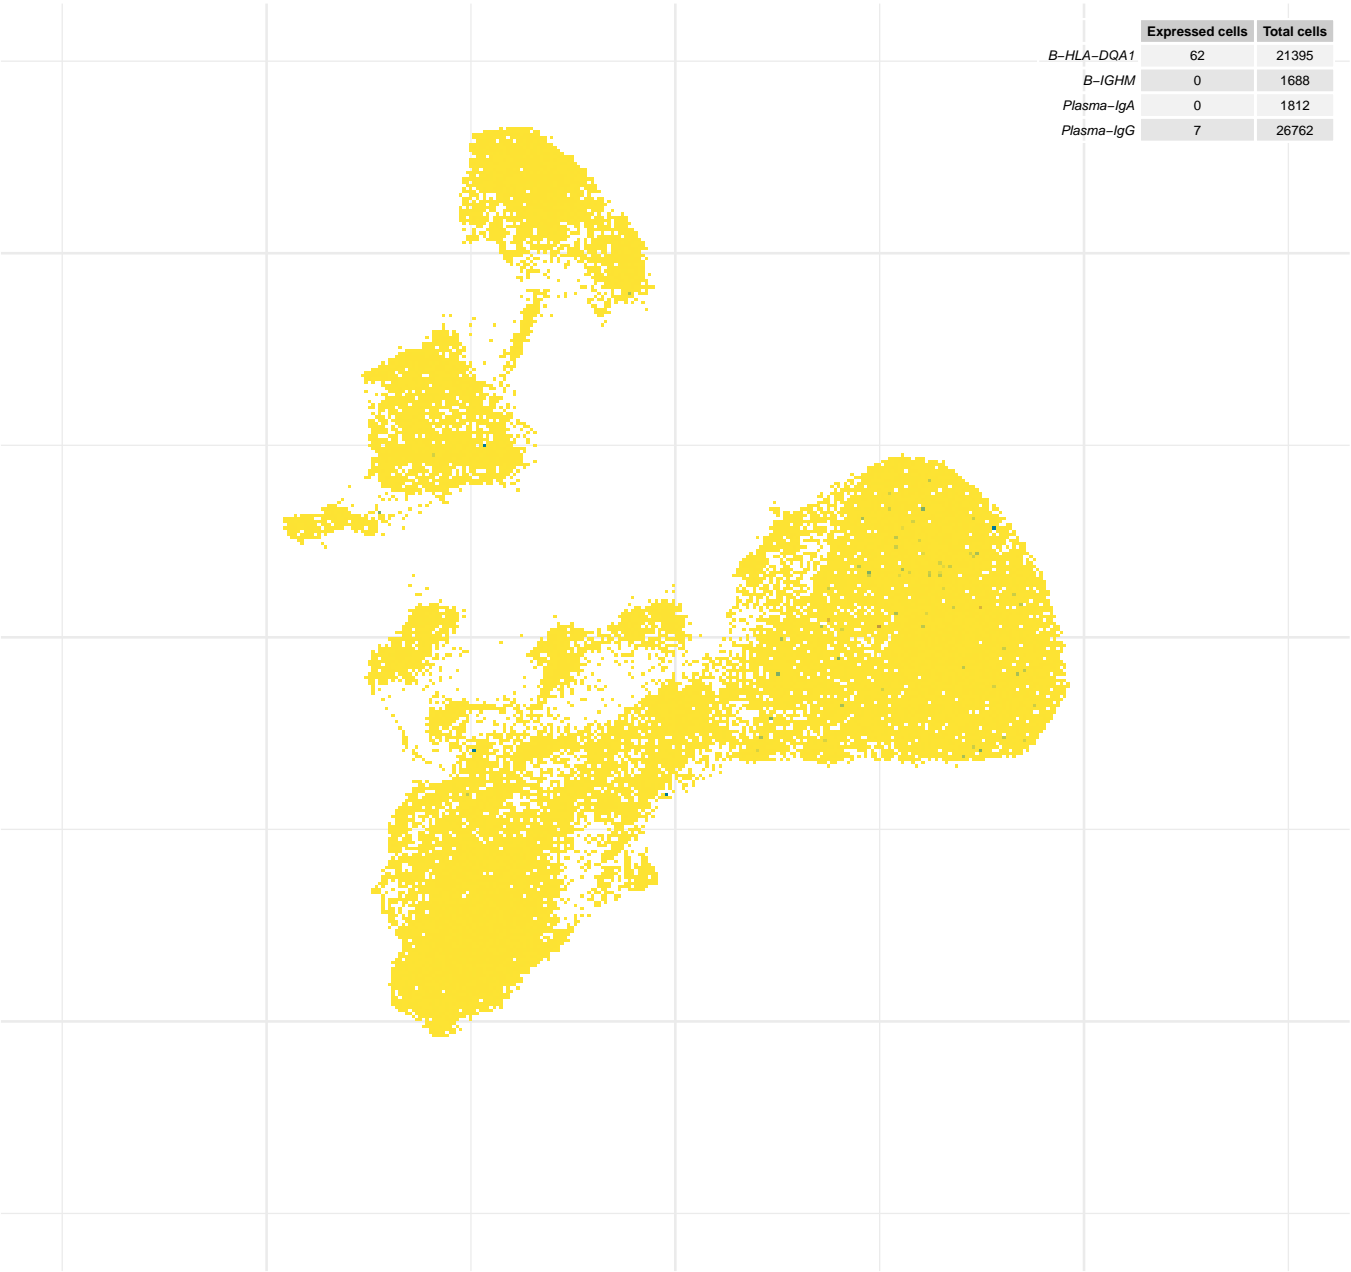 Expressed cells Total cells
B−HLA−DQA1 62 21395
B−IGHM 0 1688
Plasma−IgA 0 1812
Plasma−IgG 7 26762